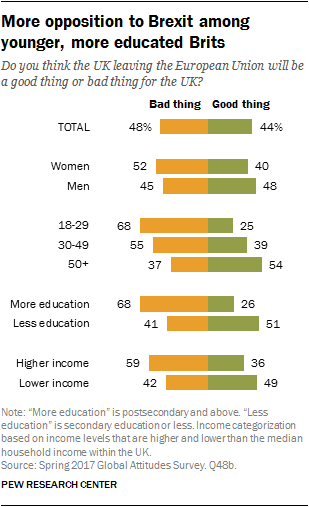 More opposition to Brexit among
younger, more educated Brits
Do you think the UK leaving the European Union will be
a good thing or bad thing for the UK?
Bad thing Good thing
TOTAL 48% 44%
Women 52 40
Men 45 48
18-29 68 25
30-49 55 39
50+ 37 54
More education 68 26
Less education 41 51
Higher income 59 36
Lower income 42 49
Note: “More education” is postsecondary and above. “Less
education” is secondary education or less. Income categorization
based on income levels that are higher and lower than the median
household income within the UK.
Source: Spring 2017 Global Attitudes Survey. Q48b.
PEW RESEARCH CENTER